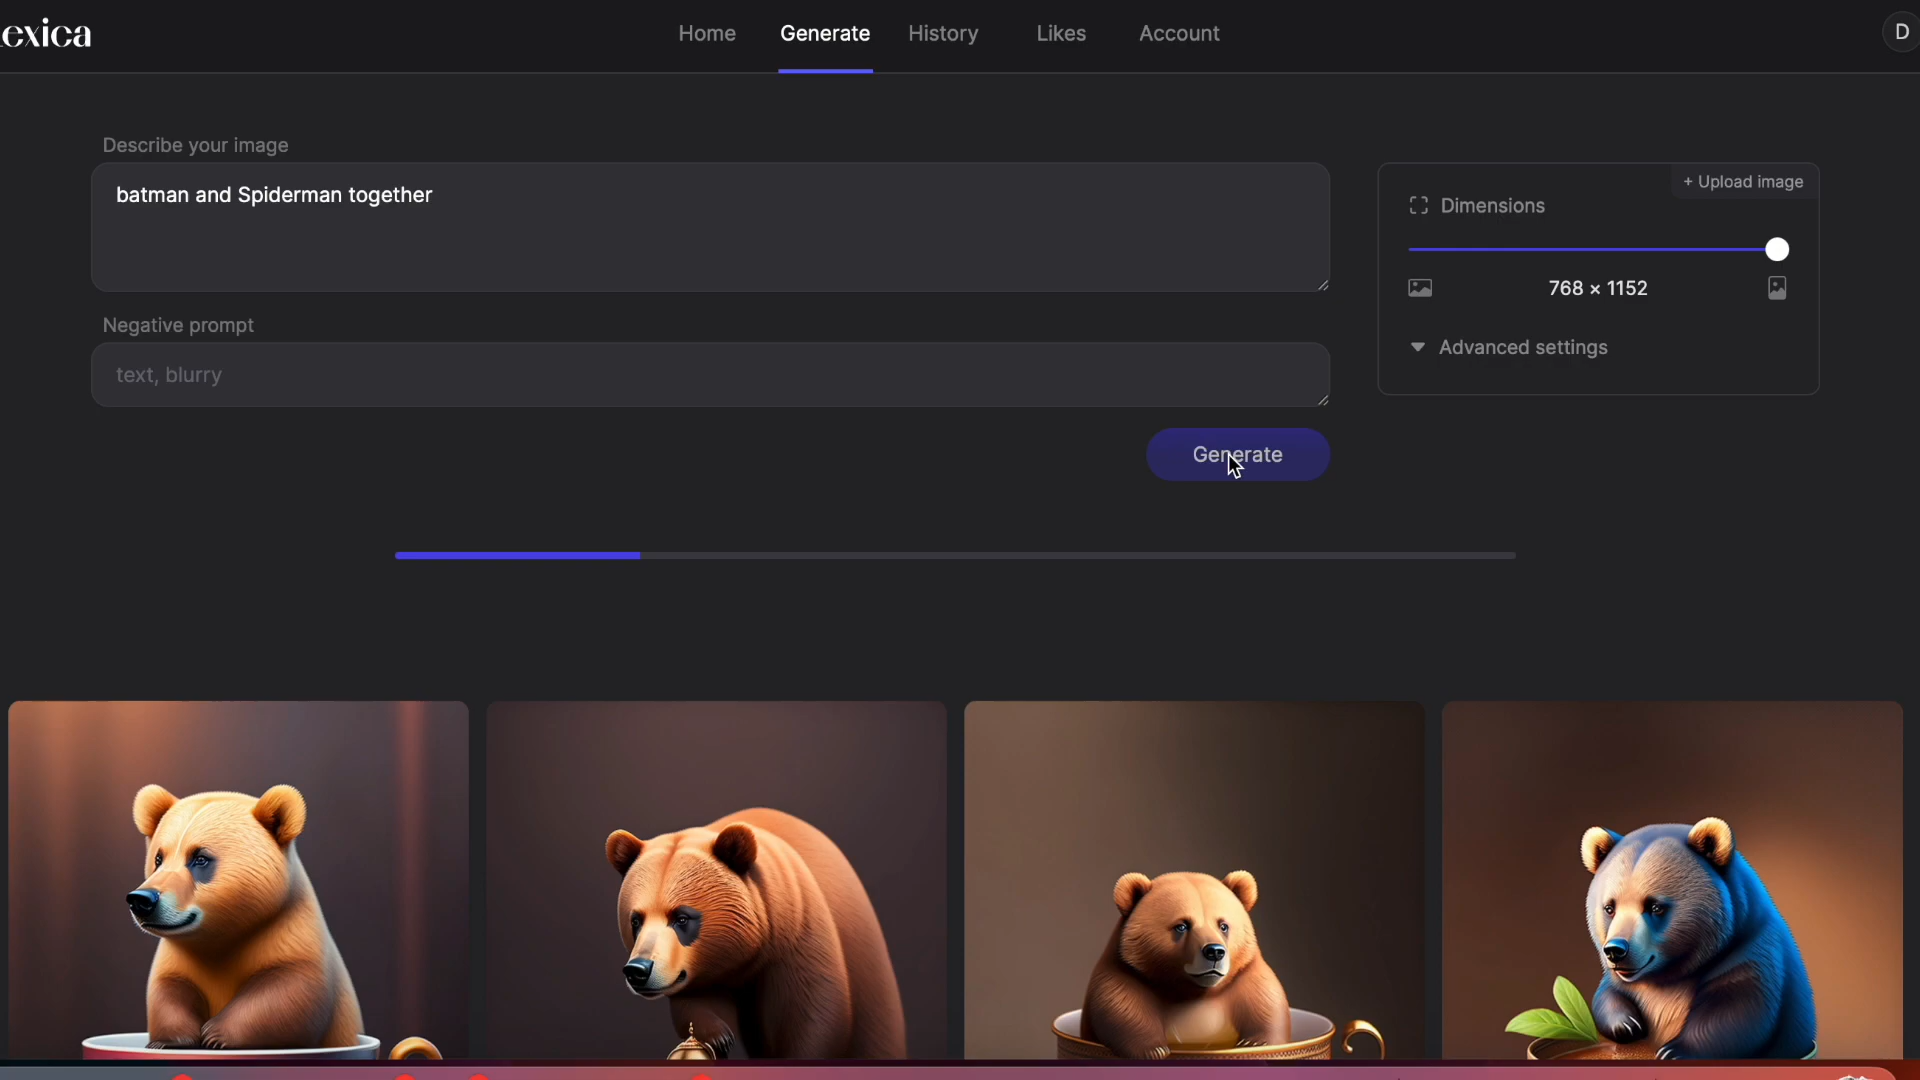 exica
Home Generate History Likes Account
D
Describe your image
batman and Spiderman together
+ Upload image
Dimensions
768 × 1152
Negative prompt
text, blurry
Advanced settings
Generate